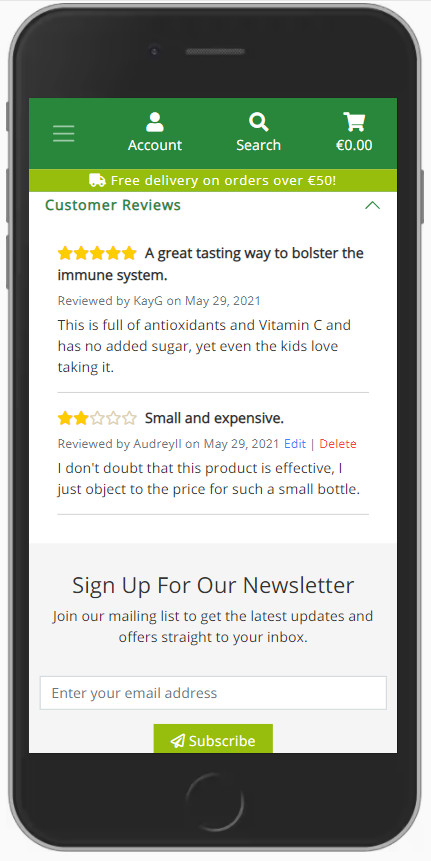 Account
Search
€0.00
Free delivery on orders over €50!
Customer Reviews
A great tasting way to bolster the
immune system.
Reviewed by KayG on May 29, 2021
This is full of antioxidants and Vitamin C and
has no added sugar, yet even the kids love
taking it.
Small and expensive.
Reviewed by AudreyII on May 29, 2021 Edit | Delete
I don't doubt that this product is effective, I
just object to the price for such a small bottle.
Sign Up For Our Newsletter
Join our mailing list to get the latest updates and
offers straight to your inbox.
Enter your email address
Subscribe